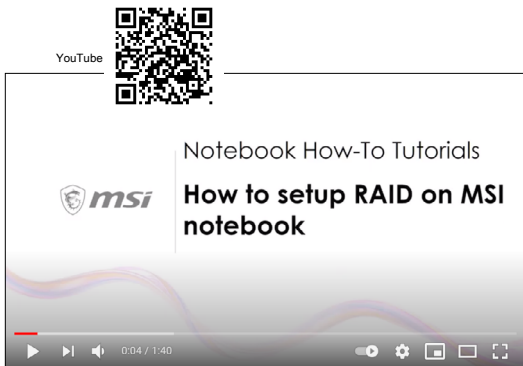 YouTube
Notebook How-To Tutorials
msi
How to setup RAID on MSI
notebook
0:04 / 1:40